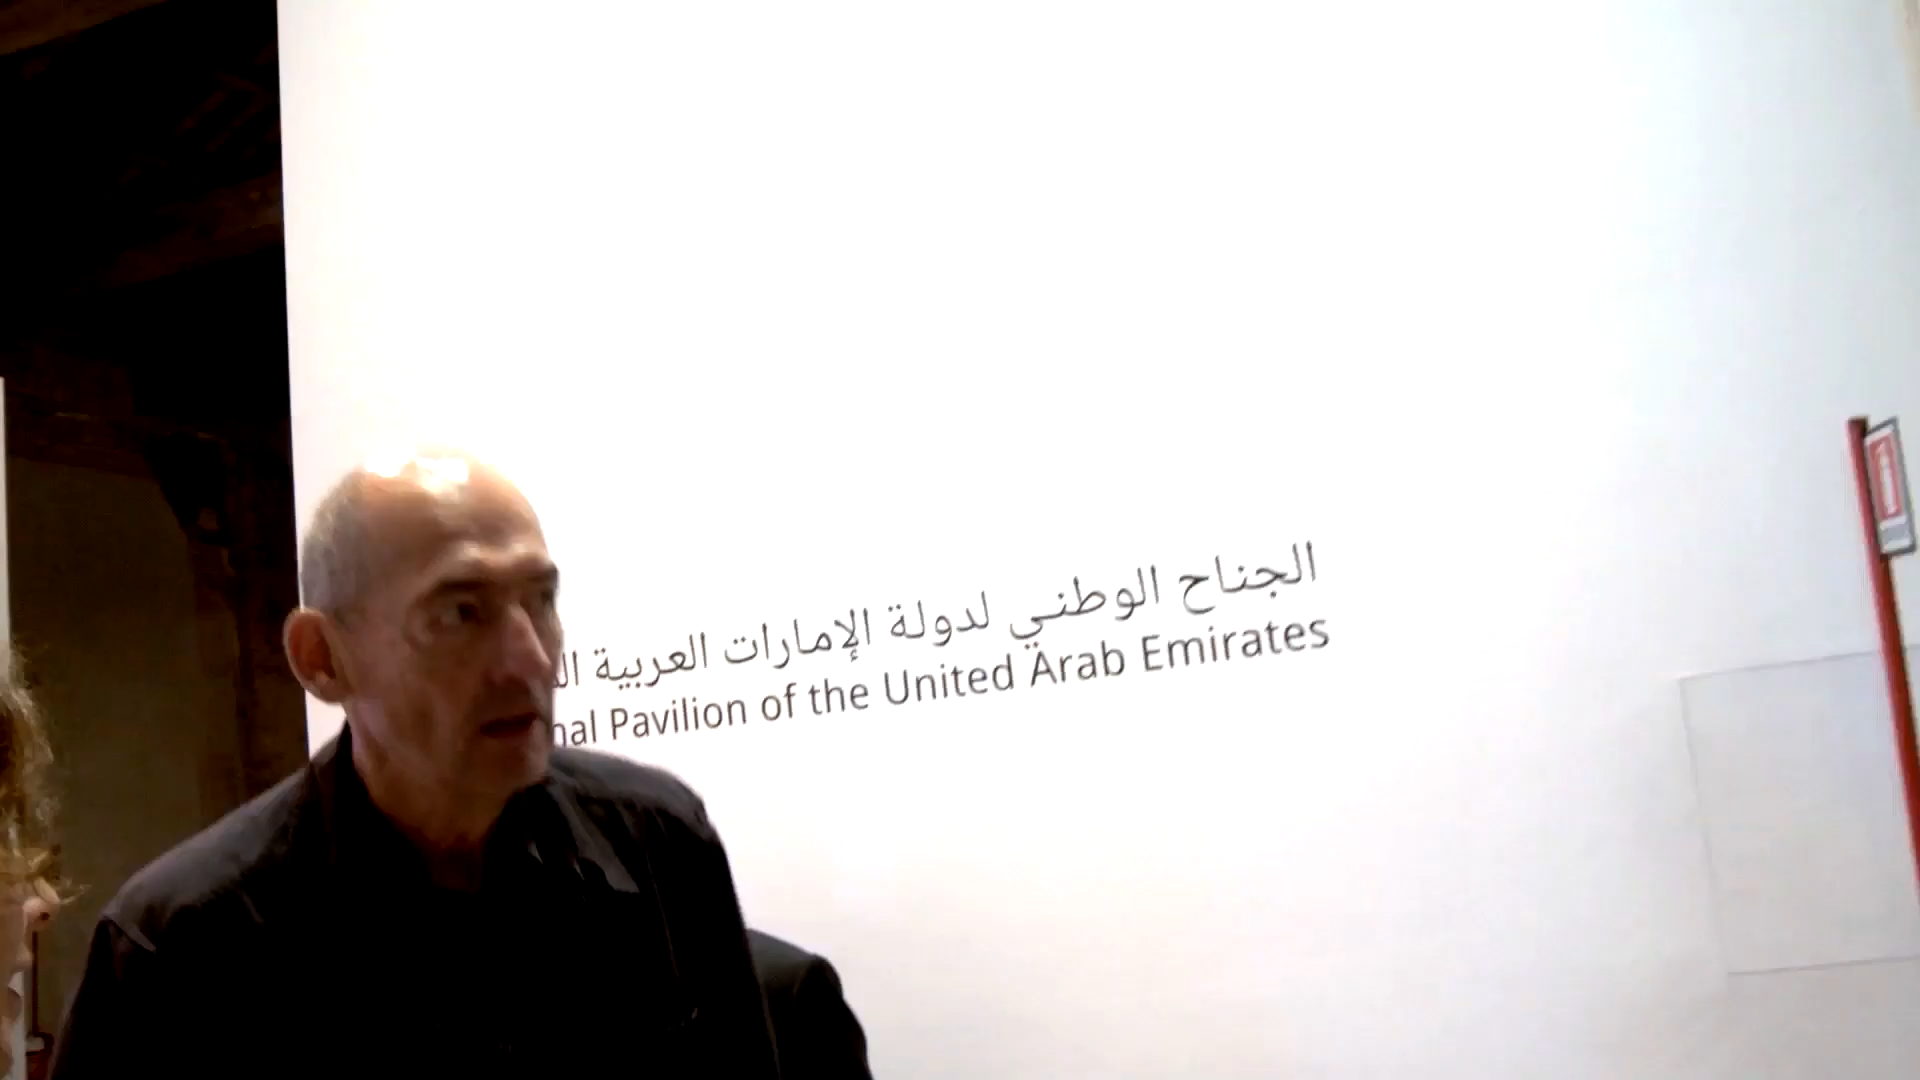 الجناح الوطني لدولة الإمارات العربية
Pavilion of the United Arab Emirates